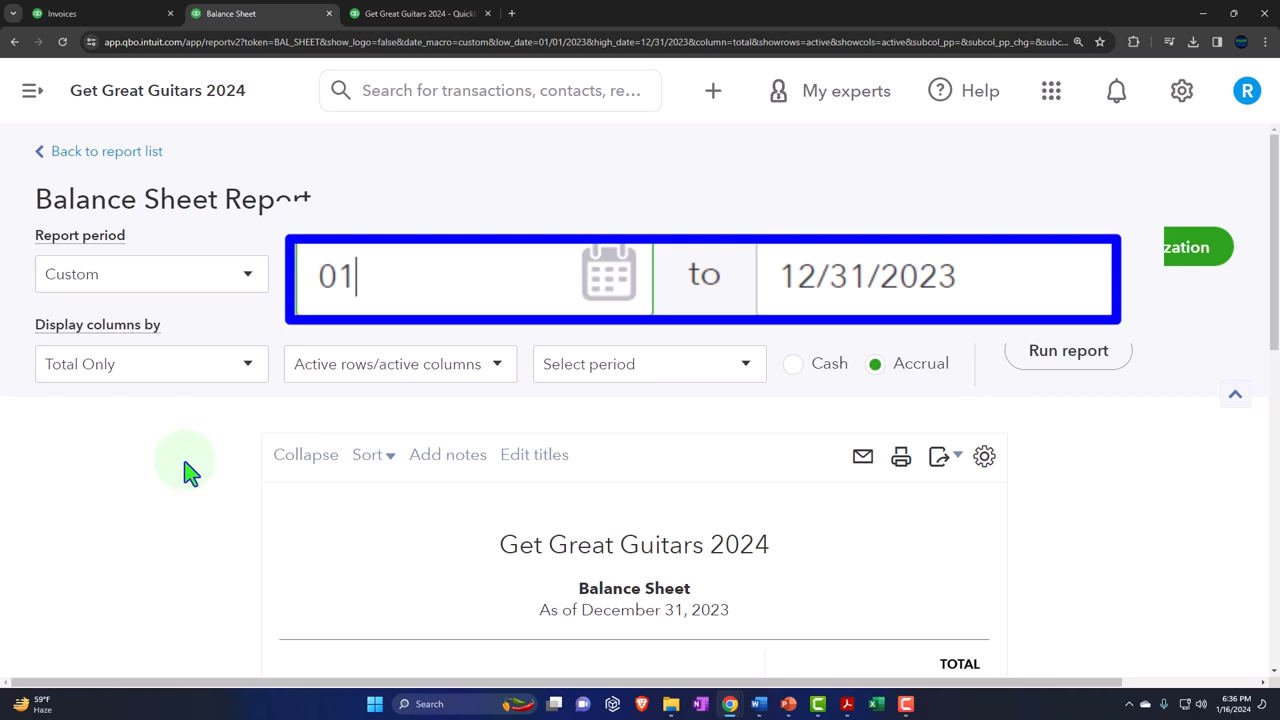 Invoices
Balance Sheet
Get Great Guitars 2024 - QuickF
app.qbo.intuit.com/app/reportv2?token=BAL_SHEET&show_logo=false&date_macro=custom&low_date=01/01/2023&high_date=12/31/2023&column=total&showrows=active&showcols=active&subcol_pp=&subcol_pp_chg=&subc...
Get Great Guitars 2024
Search for transactions, contacts, re...
My experts
Help
R
Back to report list
Balance Sheet Report
Report period
Custom
01
to
12/31/2023
zation
Display columns by
Total Only
Active rows/active columns
Select period
Cash
Accrual
Run report
Collapse
Sort
Add notes
Edit titles
Get Great Guitars 2024
Balance Sheet
As of December 31, 2023
TOTAL
59°F
Haze
Search
6:36 PM
1/16/2024